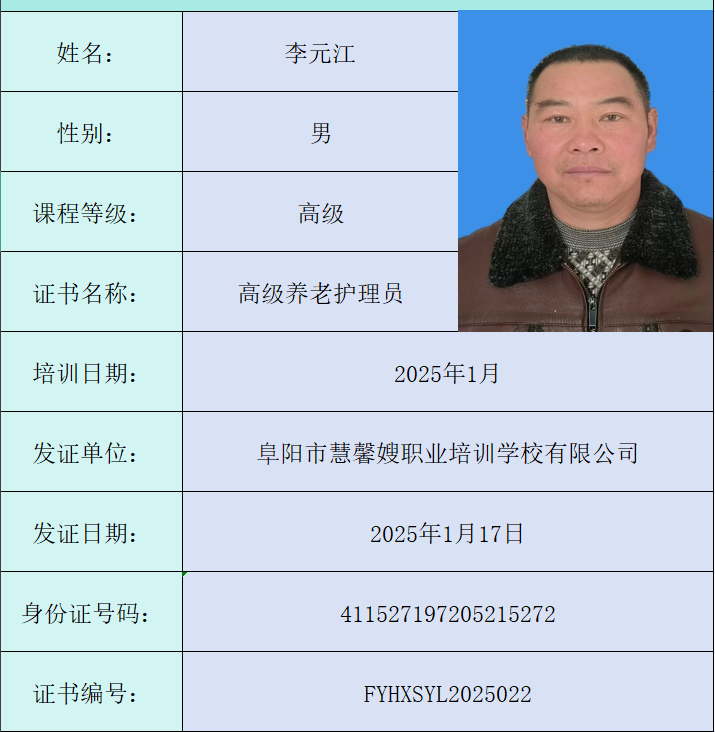 姓名： 李元江
性别： 男
课程等级： 高级
证书名称： 高级养老护理员
培训日期： 2025年1月
发证单位： 阜阳市慧馨嫂职业培训学校有限公司
发证日期： 2025年1月17日
身份证号码： 411527197205215272
证书编号： FYHXSYL2025022